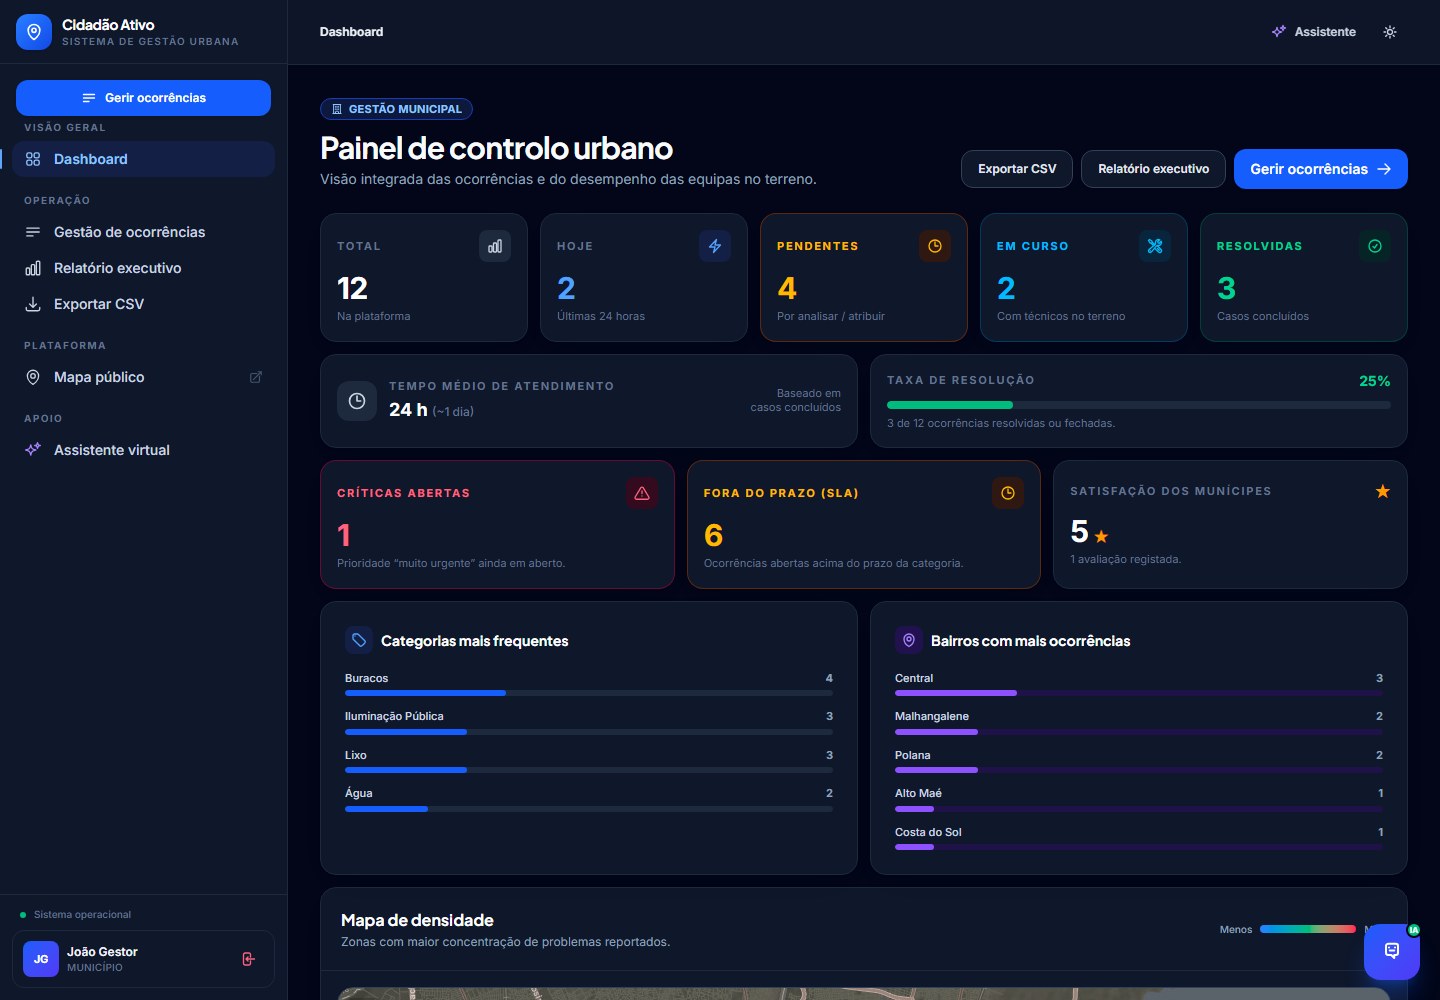 Cidadão Ativo
SISTEMA DE GESTÃO URBANA
Gerir ocorrências
VISÃO GERAL
Dashboard
OPERAÇÃO
Gestão de ocorrências
Relatório executivo
Exportar CSV
PLATAFORMA
Mapa público
APOIO
Assistente virtual
Sistema operacional
JG
João Gestor
MUNICÍPIO
Dashboard
Assistente
GESTÃO MUNICIPAL
Painel de controlo urbano
Visão integrada das ocorrências e do desempenho das equipas no terreno.
Exportar CSV
Relatório executivo
Gerir ocorrências
TOTAL
12
Na plataforma
HOJE
2
Últimas 24 horas
PENDENTES
4
Por analisar / atribuir
EM CURSO
2
Com técnicos no terreno
RESOLVIDAS
3
Casos concluídos
TEMPO MÉDIO DE ATENDIMENTO
24 h (~1 dia)
Baseado em
casos concluídos
TAXA DE RESOLUÇÃO
25%
3 de 12 ocorrências resolvidas ou fechadas.
CRÍTICAS ABERTAS
1
Prioridade “muito urgente” ainda em aberto.
FORA DO PRAZO (SLA)
6
Ocorrências abertas acima do prazo da categoria.
SATISFAÇÃO DOS MUNÍCIPES
5
1 avaliação registada.
Categorias mais frequentes
Buracos 4
Iluminação Pública 3
Lixo 3
Água 2
Bairros com mais ocorrências
Central 3
Malhangalene 2
Polana 2
Alto Maé 1
Costa do Sol 1
Mapa de densidade
Zonas com maior concentração de problemas reportados.
Menos
IA